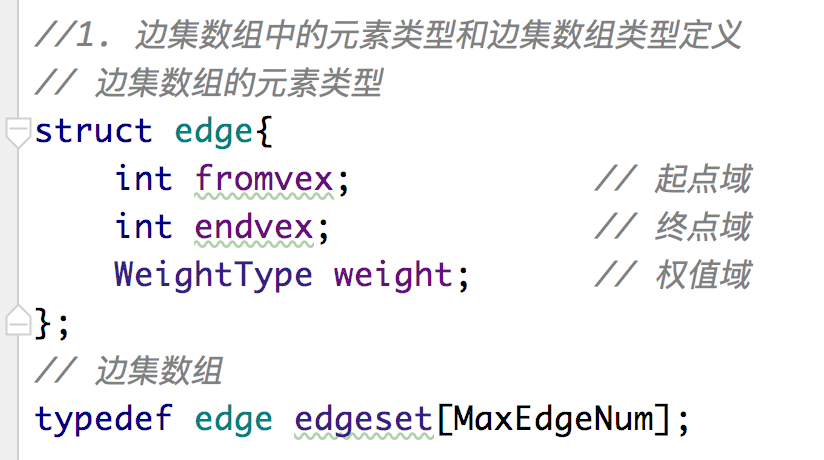 //1. 边集数组中的元素类型和边集数组类型定义
// 边集数组的元素类型
struct edge{
    int fromvex;             // 起点域
    int endvex;              // 终点域
    WeightType weight;       // 权值域
};
// 边集数组
typedef edge edgeset[MaxEdgeNum];